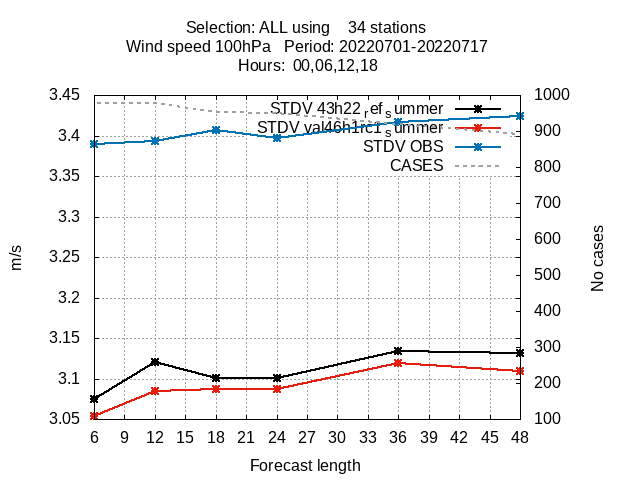 Selection: ALL using 34 stations
Wind speed 100hPa Period: 20220701-20220717
Hours: 00,06,12,18
3.45 1000
STDV 43h22refsummer
STDV val46h1rc1summer
3.4 900
STDV OBS
CASES
3.35 800
3.3 700
3.25 600
3.2 500
3.15 400
3.1 300
3.05 200
100
m/s
No cases
6 9 12 15 18 21 24 27 30 33 36 39 42 45 48
Forecast length